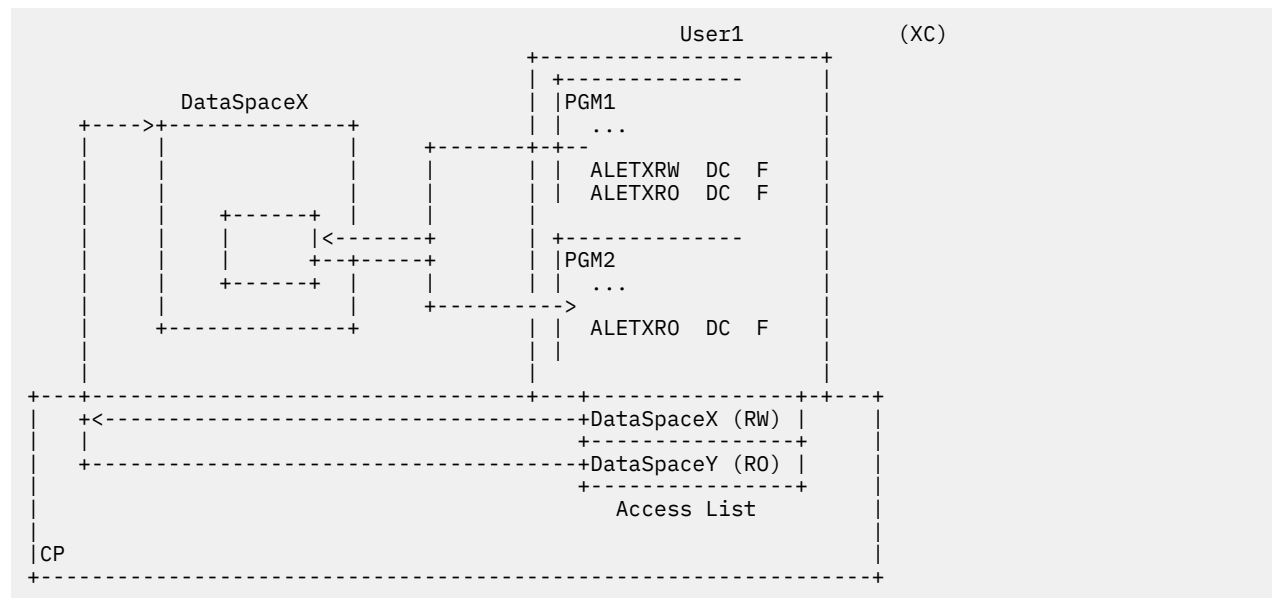 User1 (XC)
DataSpaceX
PGM1
...
ALETXRW DC F
ALETXRO DC F
PGM2
...
ALETXRO DC F
DataSpaceX (RW)
DataSpaceY (RO)
Access List
CP